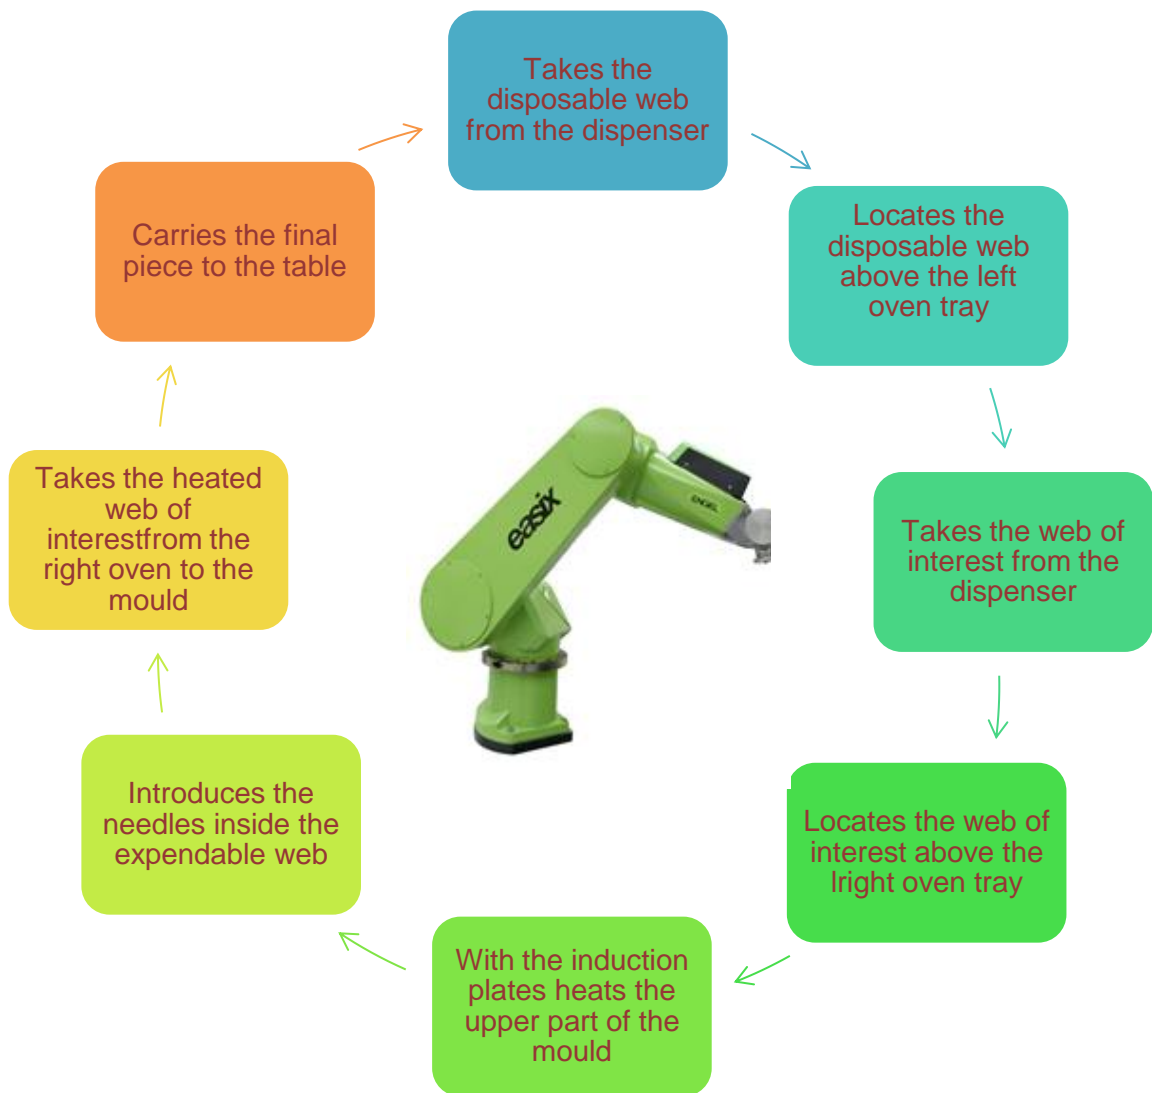 Takes the
disposable web
from the dispenser
Locates the
disposable web
above the left
oven tray
Takes the web of
interest from the
dispenser
Locates the web of
interest above the
lright oven tray
With the induction
plates heats the
upper part of the
mould
Introduces the
needles inside the
expendable web
Takes the heated
web of
interestfrom the
right oven to the
mould
Carries the final
piece to the table
easix
ENGEL